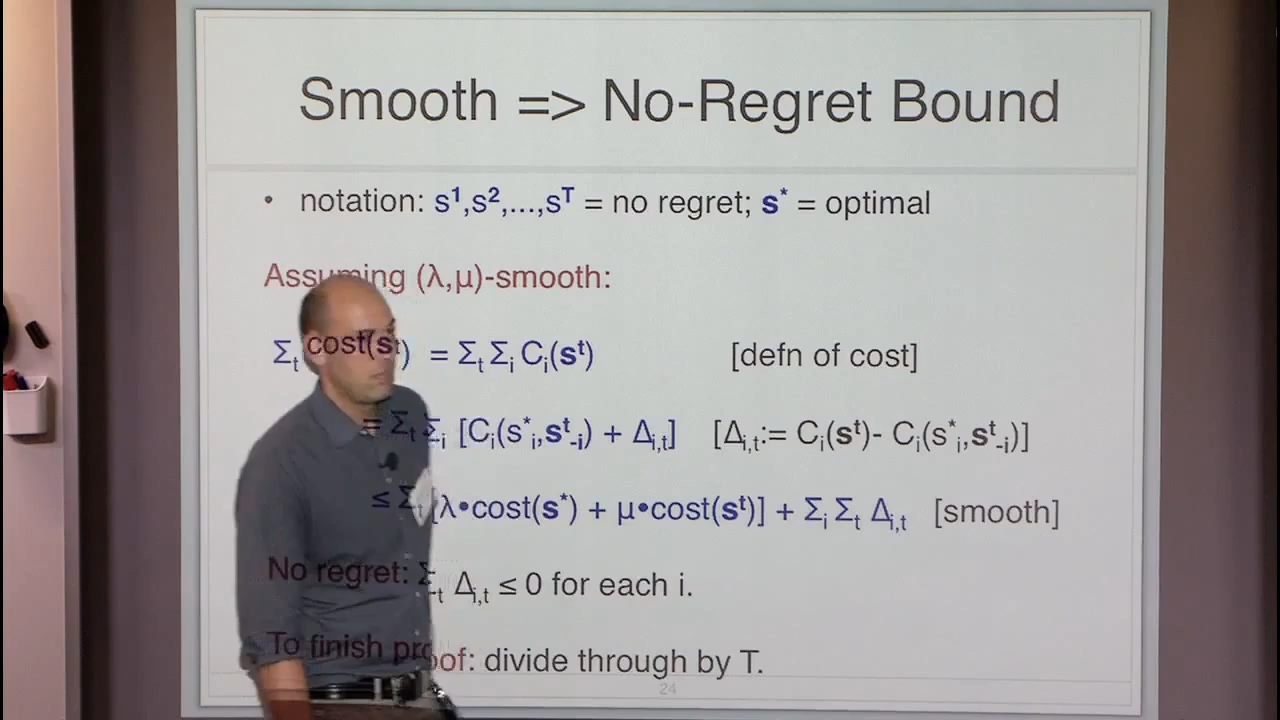 Smooth => No-Regret Bound
• notation: s¹,s²,...,sᵀ = no regret; s* = optimal
Assuming (λ,μ)-smooth:
Σₜ cost(sᵗ) = Σₜ Σᵢ Cᵢ(sᵗ) [defn of cost]
= Σₜ Σᵢ [Cᵢ(s*ᵢ,sᵗ₋ᵢ) + Δᵢ,ₜ] [Δᵢ,ₜ:= Cᵢ(sᵗ)- Cᵢ(s*ᵢ,sᵗ₋ᵢ)]
≤ Σₜ [λ•cost(s*) + μ•cost(sᵗ)] + Σᵢ Σₜ Δᵢ,ₜ [smooth]
No regret: Σₜ Δᵢ,ₜ ≤ 0 for each i.
To finish proof: divide through by T.
24